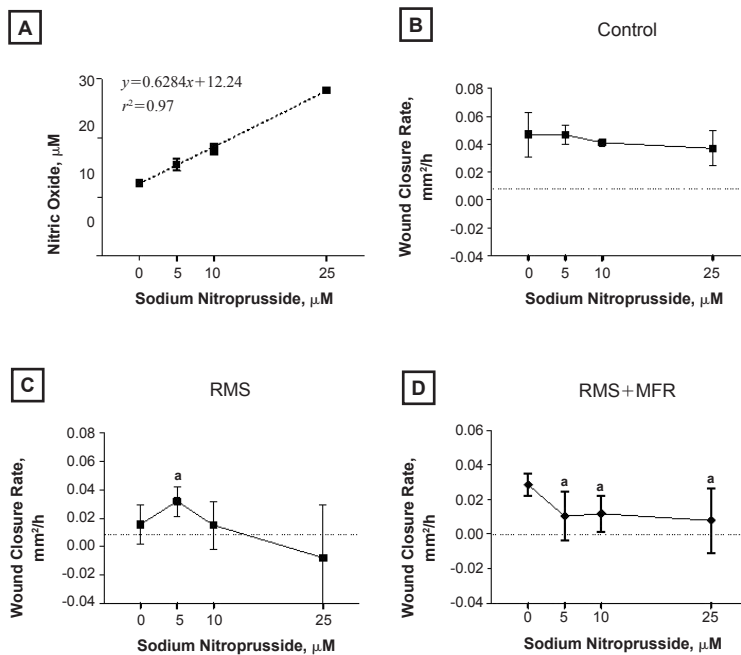 A
y=0.6284x+12.24
r²=0.97
30
20
10
0
Nitric Oxide, μM
0 5 10 25
Sodium Nitroprusside, μM
B
Control
0.08
0.06
0.04
0.02
0.00
-0.02
-0.04
Wound Closure Rate,
mm²/h
0 5 10 25
Sodium Nitroprusside, μM
C
RMS
0.08
0.06
0.04
0.02
0.00
-0.02
-0.04
Wound Closure Rate,
mm²/h
a
0 5 10 25
Sodium Nitroprusside, μM
D
RMS+MFR
0.06
0.04
0.02
0.00
-0.02
-0.04
Wound Closure Rate,
mm²/h
a a a
0 5 10 25
Sodium Nitroprusside, μM